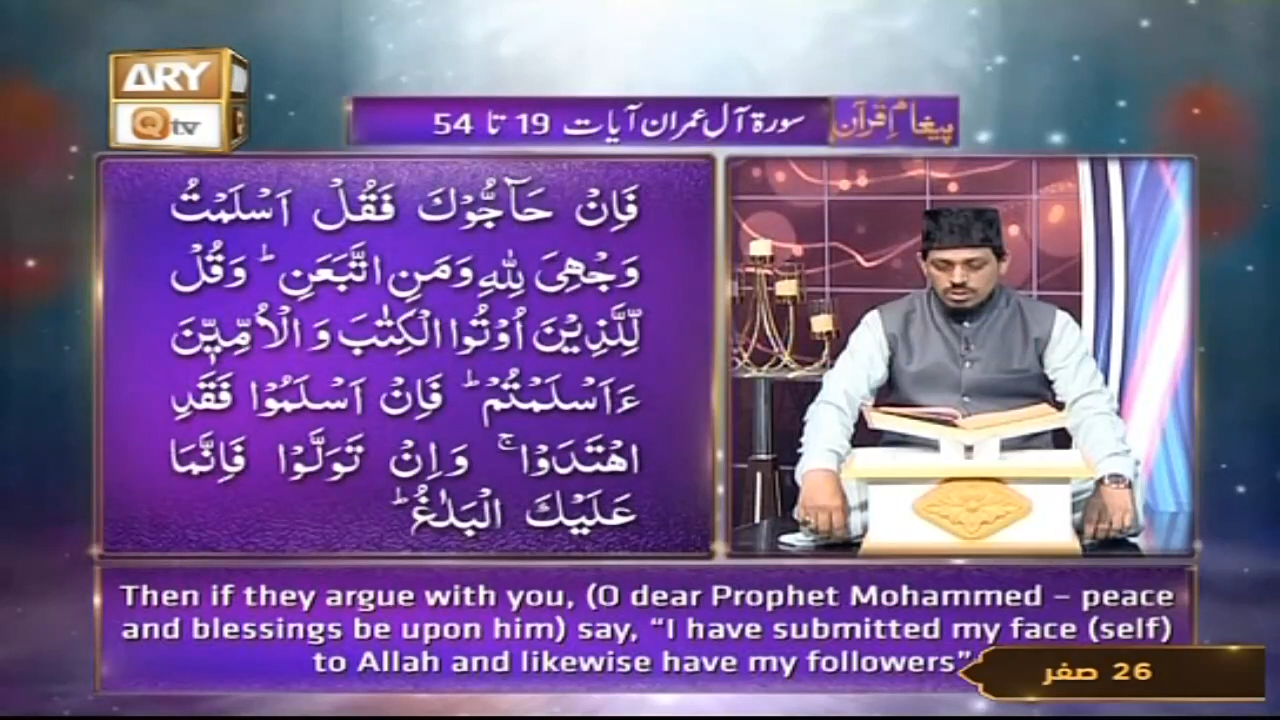 ARY
Qtv
پیغام قرآن
سورۃ آل عمران آیات 19 تا 54
فَاِنۡ حَآجُّوۡكَ فَقُلۡ اَسۡلَمۡتُ
وَجۡهِىَ لِلّٰهِ وَمَنِ اتَّبَعَنِ‌ؕ وَقُلۡ
لِّلَّذِيۡنَ اُوۡتُوا الۡكِتٰبَ وَالۡاُمِّيّٖنَ
ءَاَسۡلَمۡتُمۡ‌ؕ فَاِنۡ اَسۡلَمُوۡا فَقَدِ
اهۡتَدَوْا ‌ۚ وَاِنۡ تَوَلَّوۡا فَاِنَّمَا
عَلَيۡكَ الۡبَلٰغُ ‌ؕ
Then if they argue with you, (O dear Prophet Mohammed – peace
and blessings be upon him) say, “I have submitted my face (self)
to Allah and likewise have my followers”
26 صفر